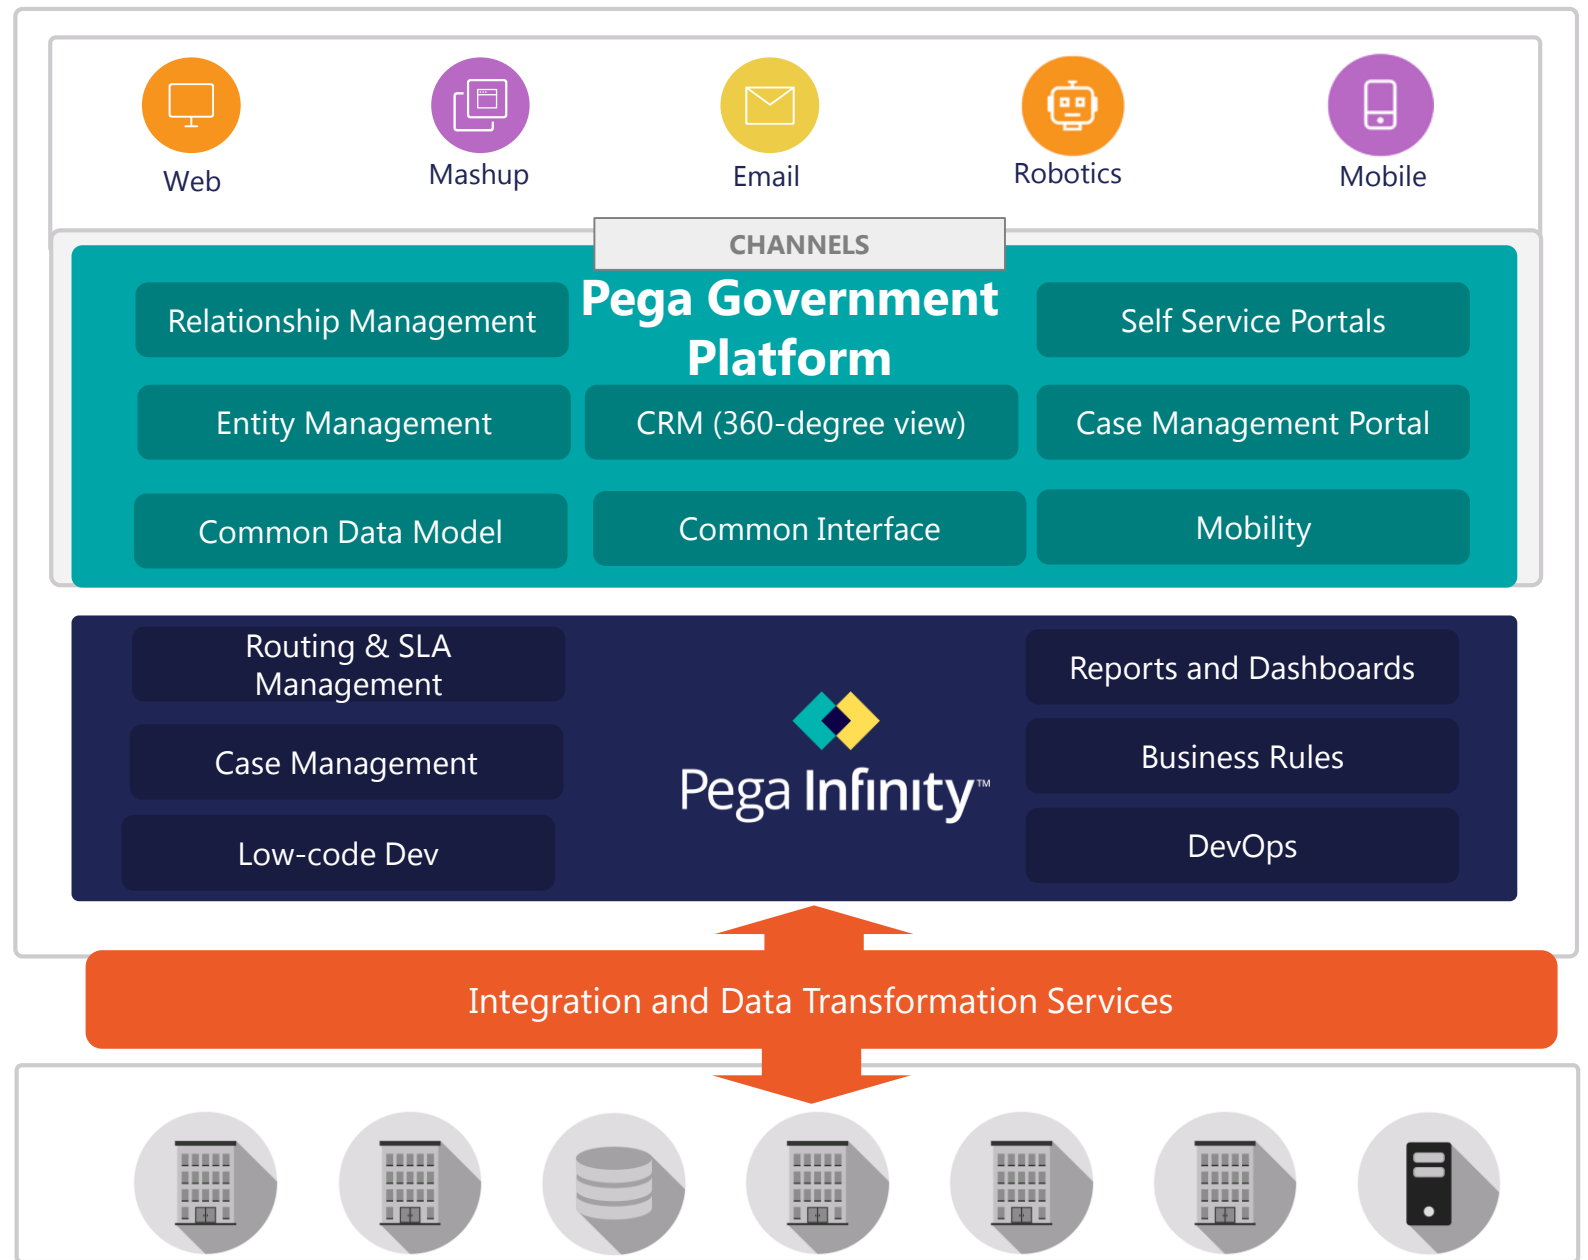 Web
Mashup
Email
Robotics
Mobile
CHANNELS
Pega Government
Platform
Relationship Management
Self Service Portals
Entity Management
CRM (360-degree view)
Case Management Portal
Common Data Model
Common Interface
Mobility
Routing & SLA
Management
Reports and Dashboards
Case Management
Pega Infinity™
Business Rules
Low-code Dev
DevOps
Integration and Data Transformation Services